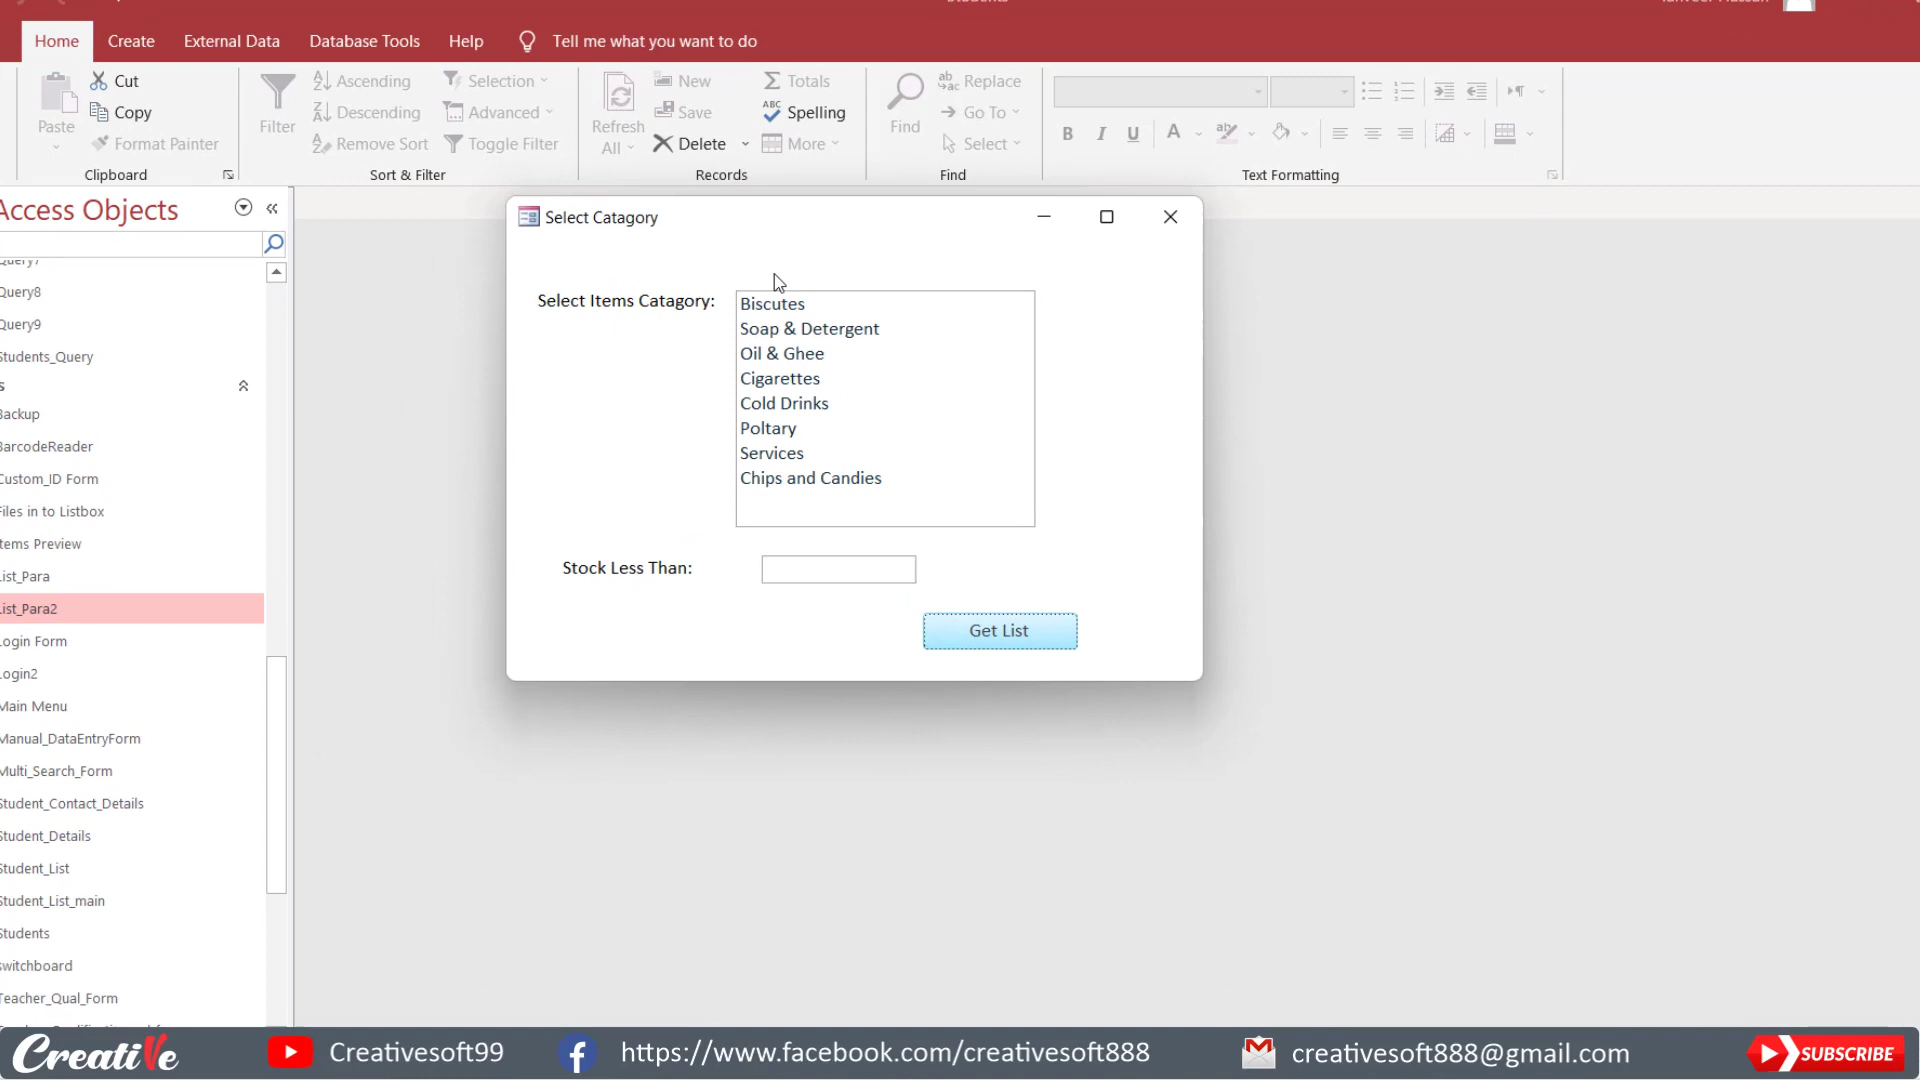 Home Create External Data Database Tools Help Tell me what you want to do
Paste
Cut
Copy
Format Painter
Clipboard
Filter
Ascending
Descending
Remove Sort
Selection
Advanced
Toggle Filter
Sort & Filter
Refresh
All
New
Save
Delete
Totals
Spelling
More
Records
Find
Replace
Go To
Select
Find
B I U A
Text Formatting
Access Objects
Query8
Query9
Students_Query
s
Backup
BarcodeReader
Custom_ID Form
Files in to Listbox
Items Preview
List_Para
List_Para2
Login Form
Login2
Main Menu
Manual_DataEntryForm
Multi_Search_Form
Student_Contact_Details
Student_Details
Student_List
Student_List_main
Students
switchboard
Teacher_Qual_Form
Select Catagory
Select Items Catagory:
Biscutes
Soap & Detergent
Oil & Ghee
Cigarettes
Cold Drinks
Poltary
Services
Chips and Candies
Stock Less Than:
Get List
CreatiVe Creativesoft99 https://www.facebook.com/creativesoft888 creativesoft888@gmail.com SUBSCRIBE